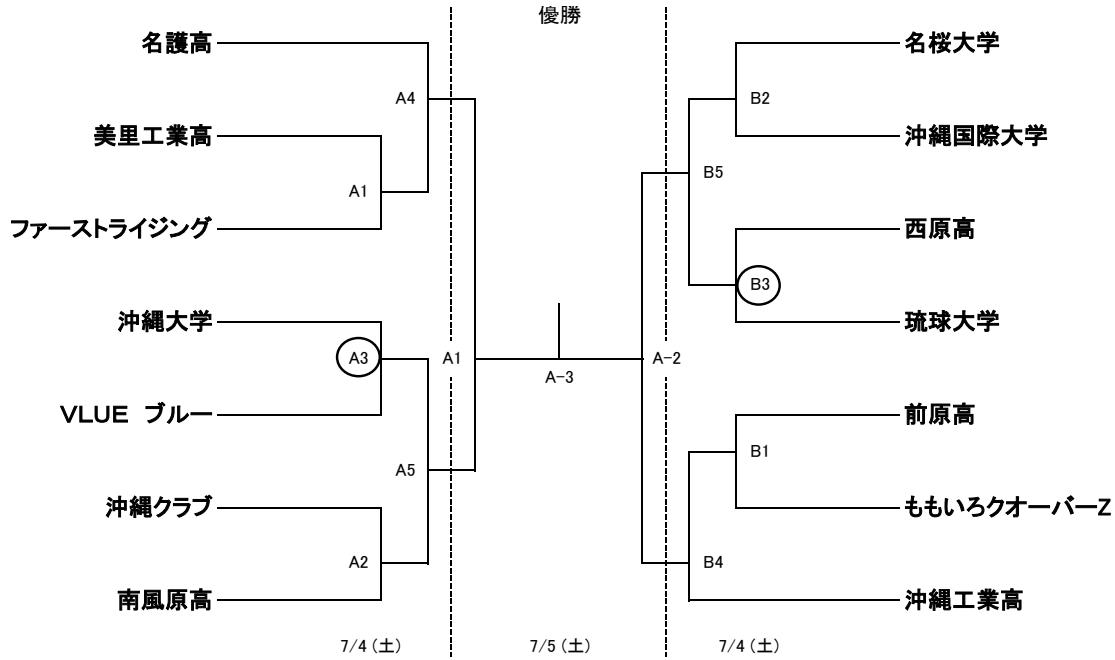 優勝
名護高
名桜大学
A4
B2
美里工業高
沖縄国際大学
A1
B5
ファーストライジング
西原高
B3
沖縄大学
琉球大学
A3
A1
A-2
A-3
VLUE ブルー
前原高
A5
B1
沖縄クラブ
ももいろクオーバーZ
A2
B4
南風原高
沖縄工業高
7/4(土)
7/5(土)
7/4(土)